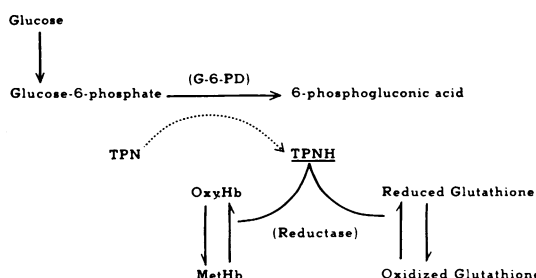 Glucose
(G-6-PD)
Glucose-6-phosphate 6-phosphogluconic acid
TPN TPNH
OxyHb Reduced Glutathione
(Reductase)
MetHb Oxidized Glutathione